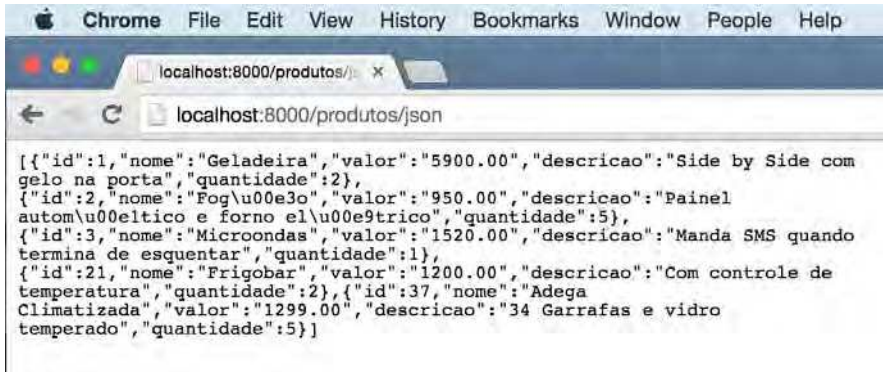 Chrome File Edit View History Bookmarks Window People Help
localhost:8000/produtos/j
localhost:8000/produtos/json
[{"id":1,"nome":"Geladeira","valor":"5900.00","descricao":"Side by Side com
gelo na porta","quantidade":2},
{"id":2,"nome":"Fog\u00e3o","valor":"950.00","descricao":"Painel
autom\u00e1tico e forno el\u00e9trico","quantidade":5},
{"id":3,"nome":"Microondas","valor":"1520.00","descricao":"Manda SMS quando
termina de esquentar","quantidade":1},
{"id":21,"nome":"Frigobar","valor":"1200.00","descricao":"Com controle de
temperatura","quantidade":2},{"id":37,"nome":"Adega
Climatizada","valor":"1299.00","descricao":"34 Garrafas e vidro
temperado","quantidade":5}]